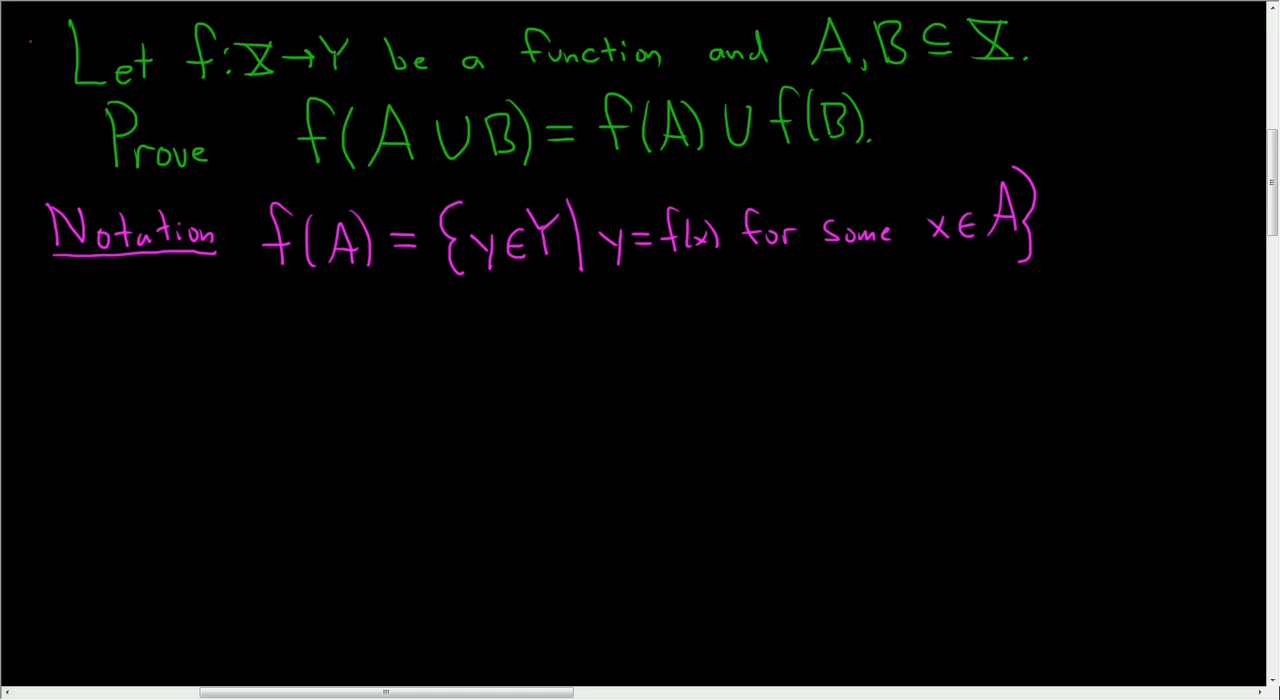 Let f: X → Y be a function and A, B ⊆ X.
Prove f(A ∪ B) = f(A) ∪ f(B).
Notation f(A) = {y ∈ Y | y = f(x) for some x ∈ A}